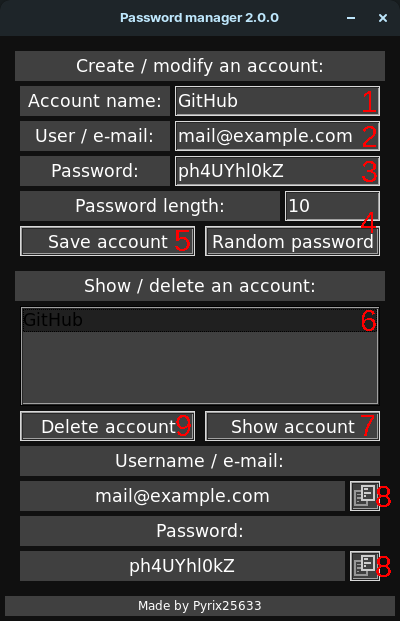 Password manager 2.0.0
Create / modify an account:
Account name: GitHub 1
User / e-mail: mail@example.com 2
Password: ph4UYhl0kZ 3
Password length: 10
4
Save account 5 Random password
Show / delete an account:
GitHub 6
Delete account 9 Show account 7
Username / e-mail:
mail@example.com 8
Password:
ph4UYhl0kZ 8
Made by Pyrix25633